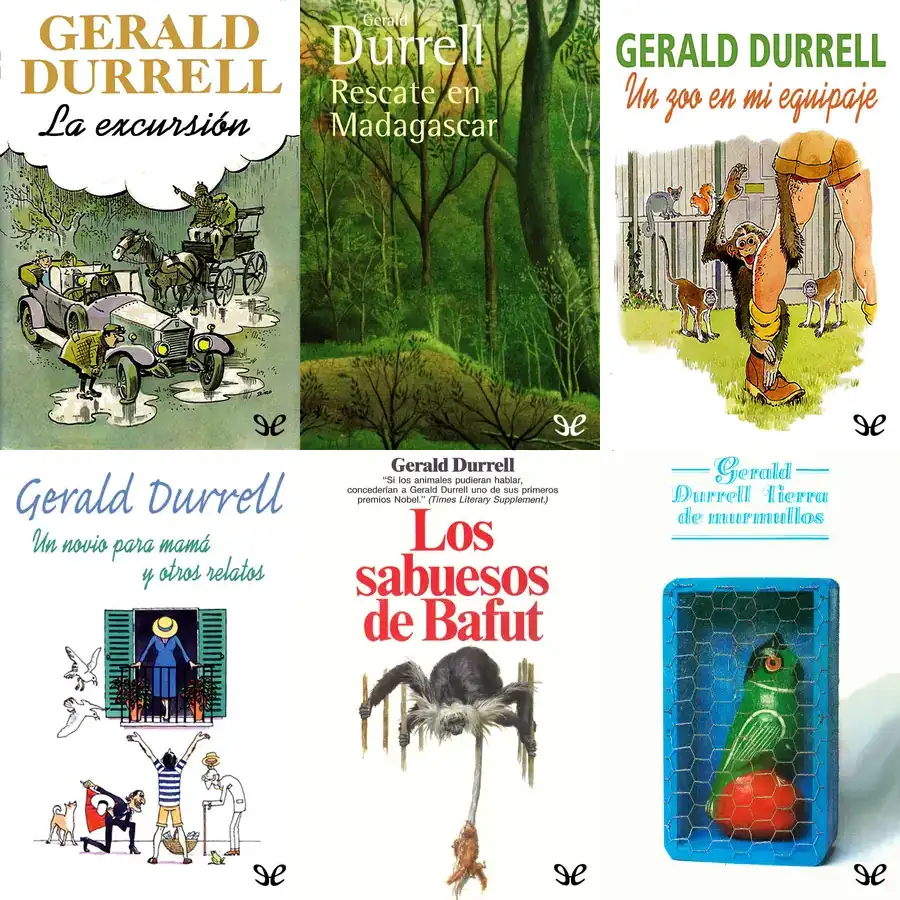 GERALD
DURRELL
La excursión
Gerald
Durrell
Rescate en
Madagascar
GERALD DURRELL
Un zoo en mi equipaje
Gerald Durrell
Un novio para mamá
y otros relatos
Gerald Durrell
“Si los animales pudieran hablar,
concederían a Gerald Durrell uno de sus primeros
premios Nobel.” (Times Literary Supplement.)
Los
sabuesos
de Bafut
Gerald
Durrell Tierra
de murmullos